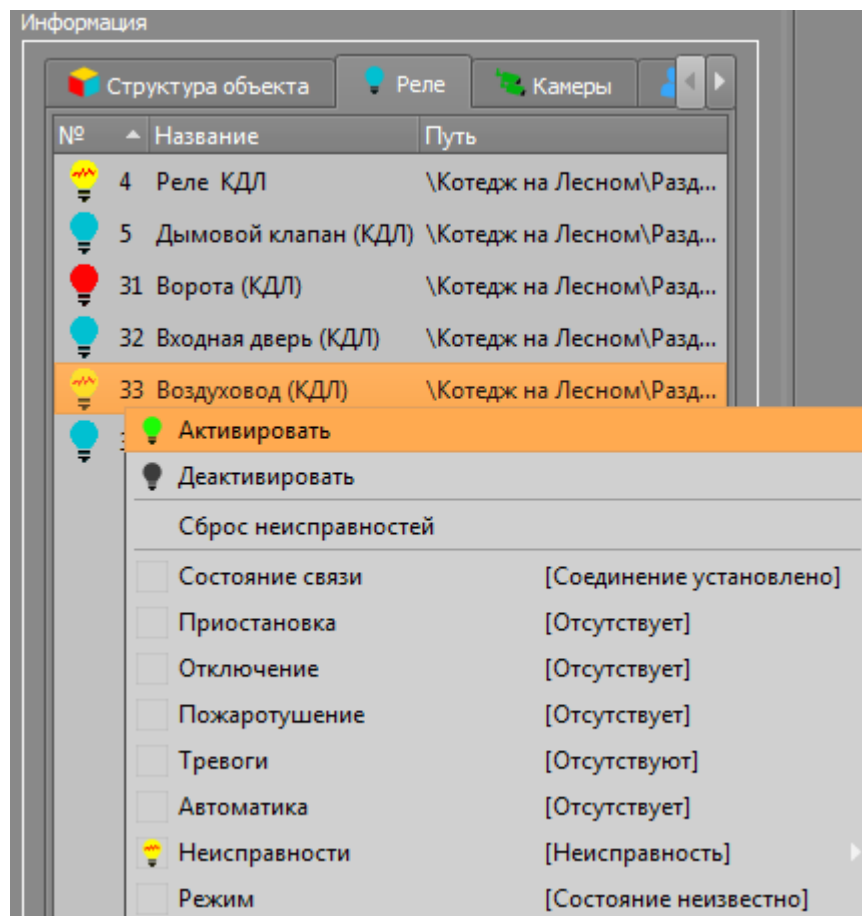 Информация
Структура объекта Реле Камеры
№ Название Путь
4 Реле КДЛ \Котедж на Лесном\Разд...
5 Дымовой клапан (КДЛ) \Котедж на Лесном\Разд...
31 Ворота (КДЛ) \Котедж на Лесном\Разд...
32 Входная дверь (КДЛ) \Котедж на Лесном\Разд...
33 Воздуховод (КДЛ) \Котедж на Лесном\Разд...
Активировать
Деактивировать
Сброс неисправностей
Состояние связи [Соединение установлено]
Приостановка [Отсутствует]
Отключение [Отсутствует]
Пожаротушение [Отсутствует]
Тревоги [Отсутствуют]
Автоматика [Отсутствует]
Неисправности [Неисправность]
Режим [Состояние неизвестно]